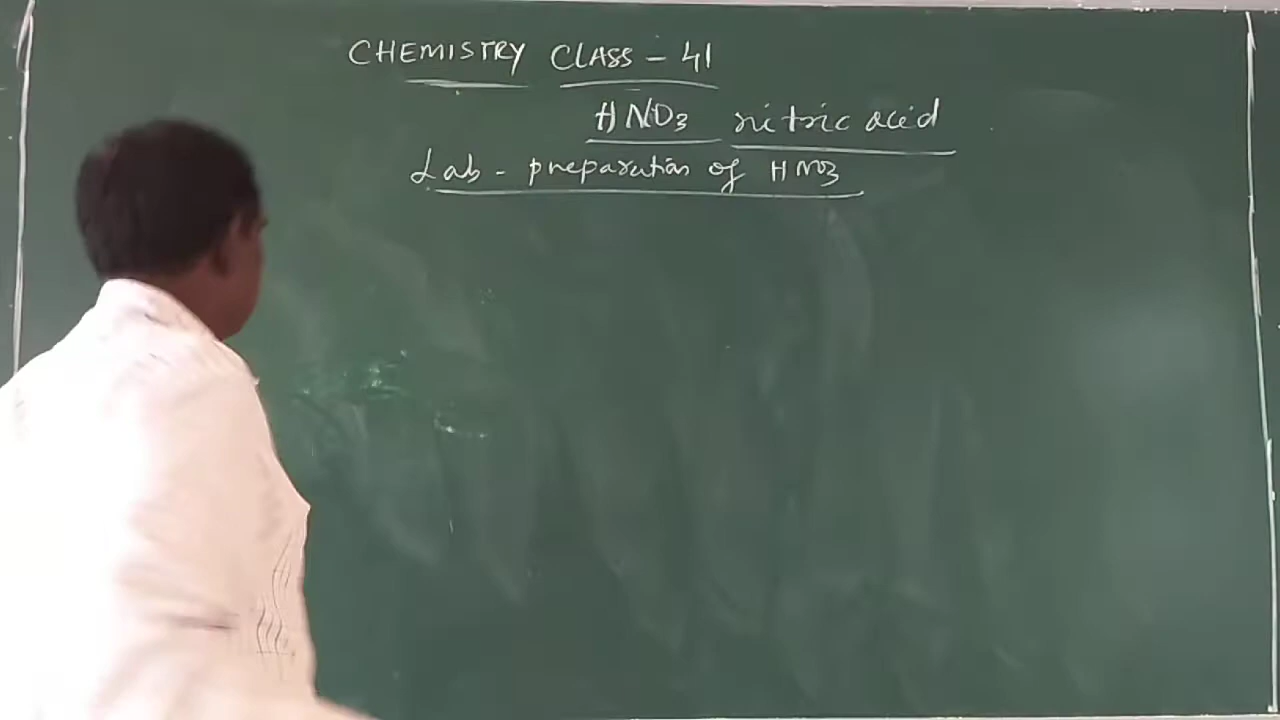 CHEMISTRY CLASS - 41
HNO3 nitric acid
Lab - preparation of HNO3